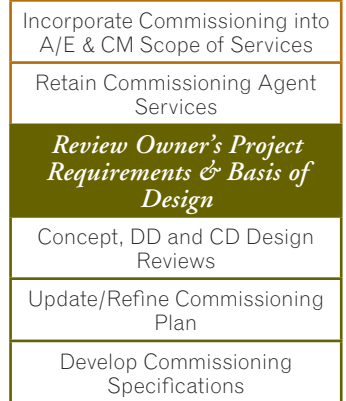 Incorporate Commissioning into
A/E & CM Scope of Services
Retain Commissioning Agent
Services
Review Owner's Project
Requirements & Basis of
Design
Concept, DD and CD Design
Reviews
Update/Refine Commissioning
Plan
Develop Commissioning
Specifications